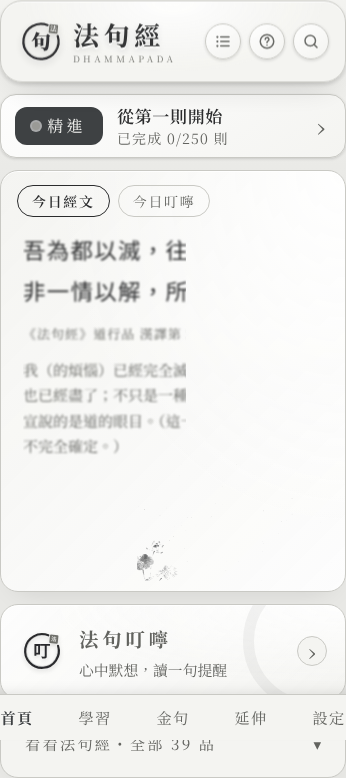 句
法句經
DHAMMAPADA
精進
從第一則開始
已完成 0/250 則
今日經文
今日叮嚀
吾為都以滅，往
非一情以解，所
《法句經》道行品 漢譯第
我（的煩惱）已經完全滅
也已經盡了；不只是一種
宣說的是道的眼目。（這
不完全確定。）
叮
法句叮嚀
心中默想，讀一句提醒
首頁
學習
金句
延伸
設定
看看法句經・全部 39 品